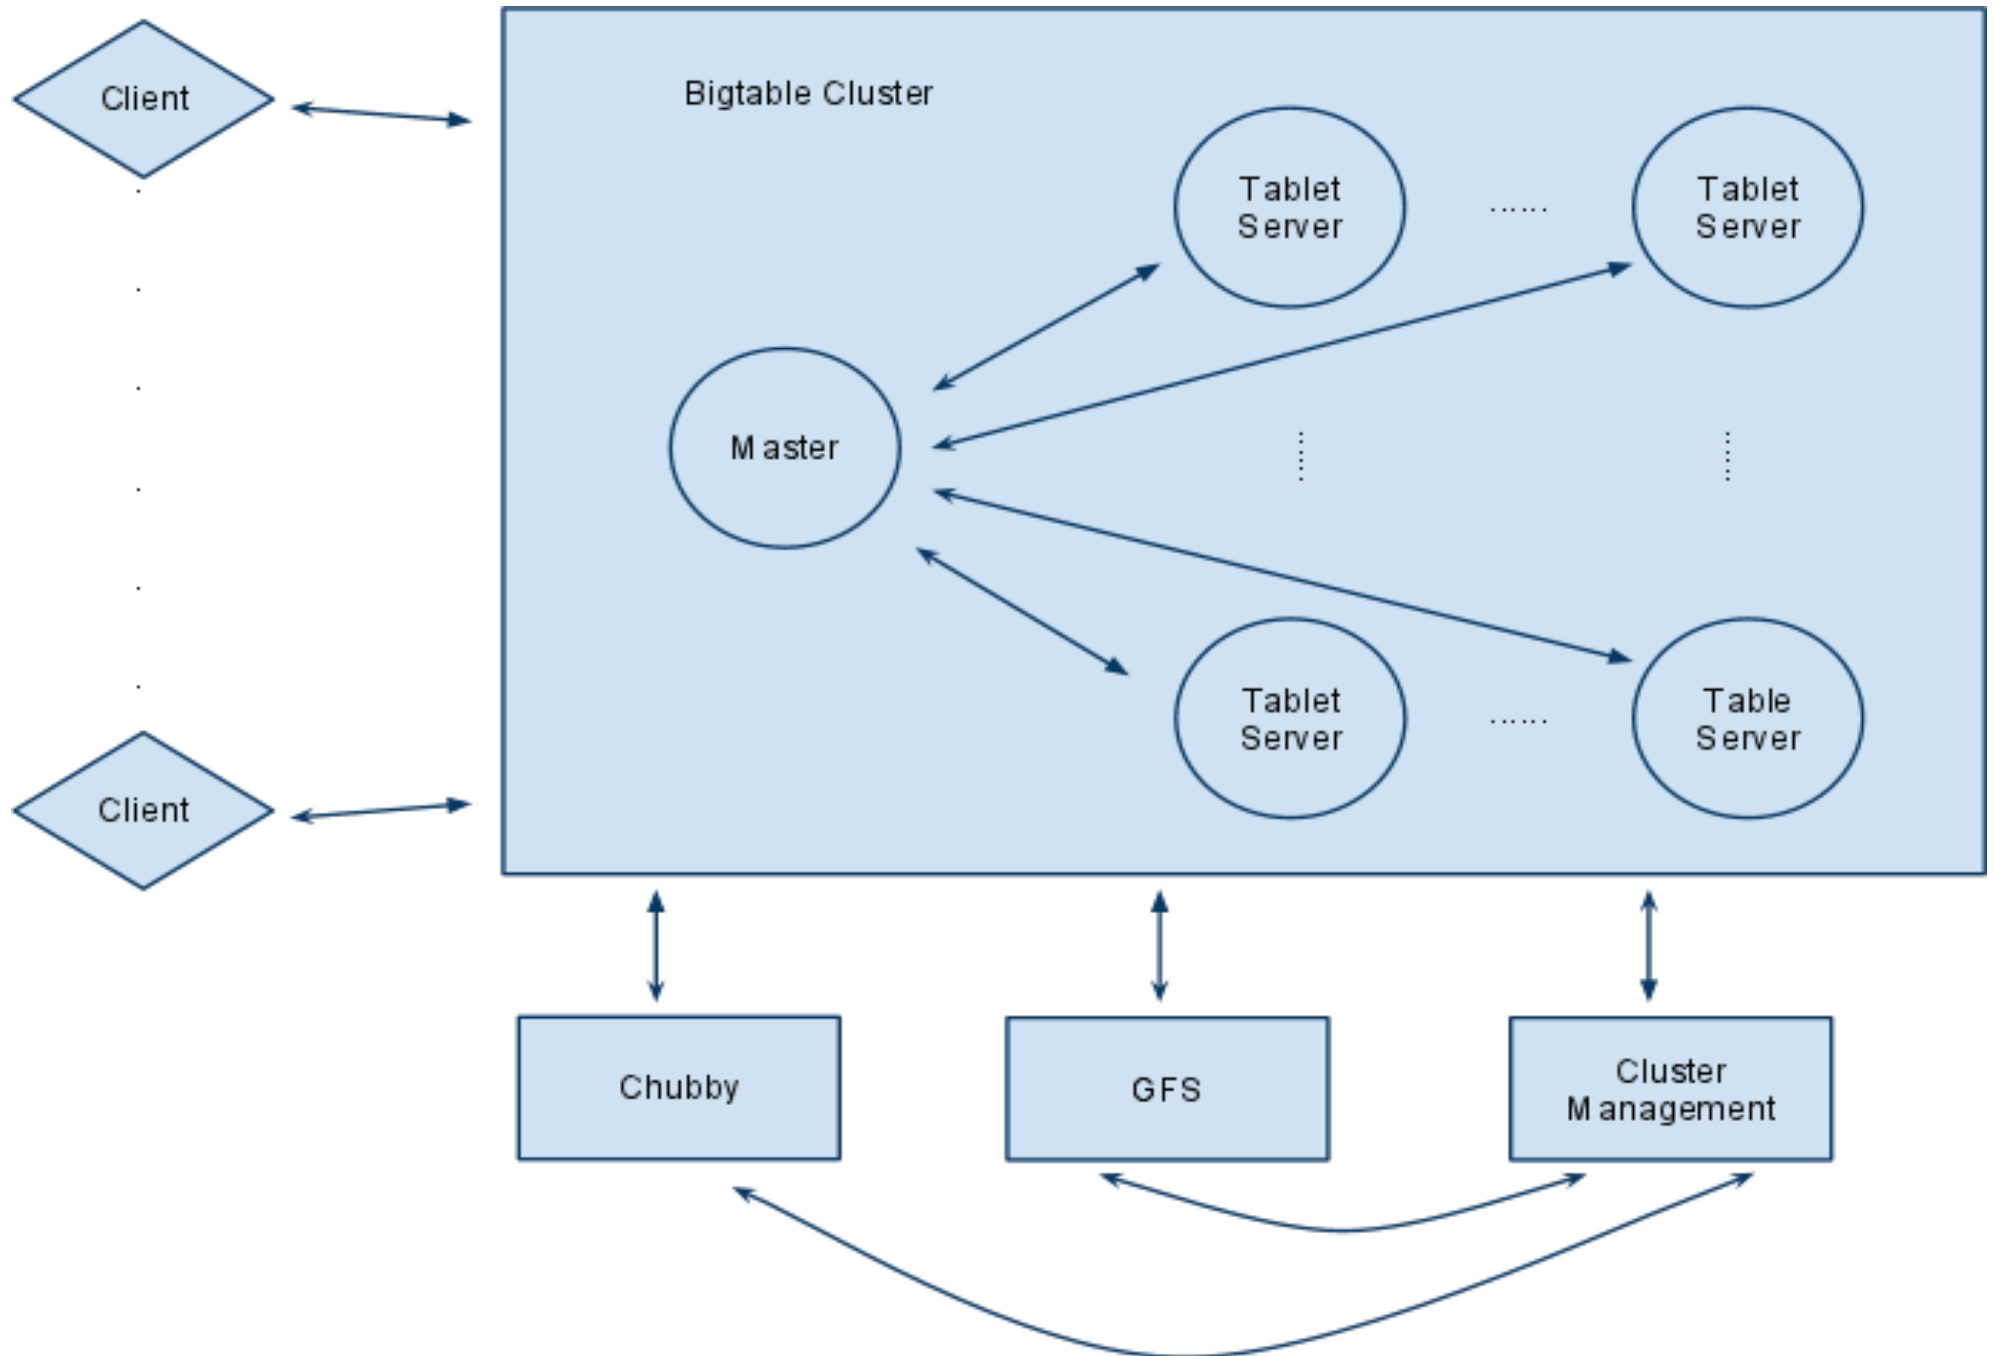 Client
Bigtable Cluster
Tablet
Server
......
Tablet
Server
Master
Tablet
Server
......
Table
Server
Client
Chubby
GFS
Cluster
Management